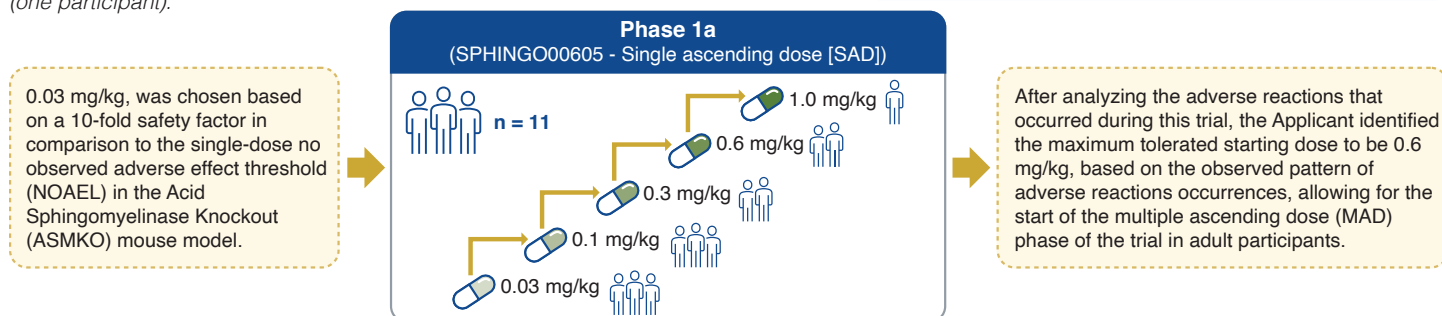 (one participant).
Phase 1a
(SPHINGO00605 - Single ascending dose [SAD])
0.03 mg/kg, was chosen based
on a 10-fold safety factor in
comparison to the single-dose no
observed adverse effect threshold
(NOAEL) in the Acid
Sphingomyelinase Knockout
(ASMKO) mouse model.
n = 11
1.0 mg/kg
0.6 mg/kg
0.3 mg/kg
0.1 mg/kg
0.03 mg/kg
After analyzing the adverse reactions that
occurred during this trial, the Applicant identified
the maximum tolerated starting dose to be 0.6
mg/kg, based on the observed pattern of
adverse reactions occurrences, allowing for the
start of the multiple ascending dose (MAD)
phase of the trial in adult participants.